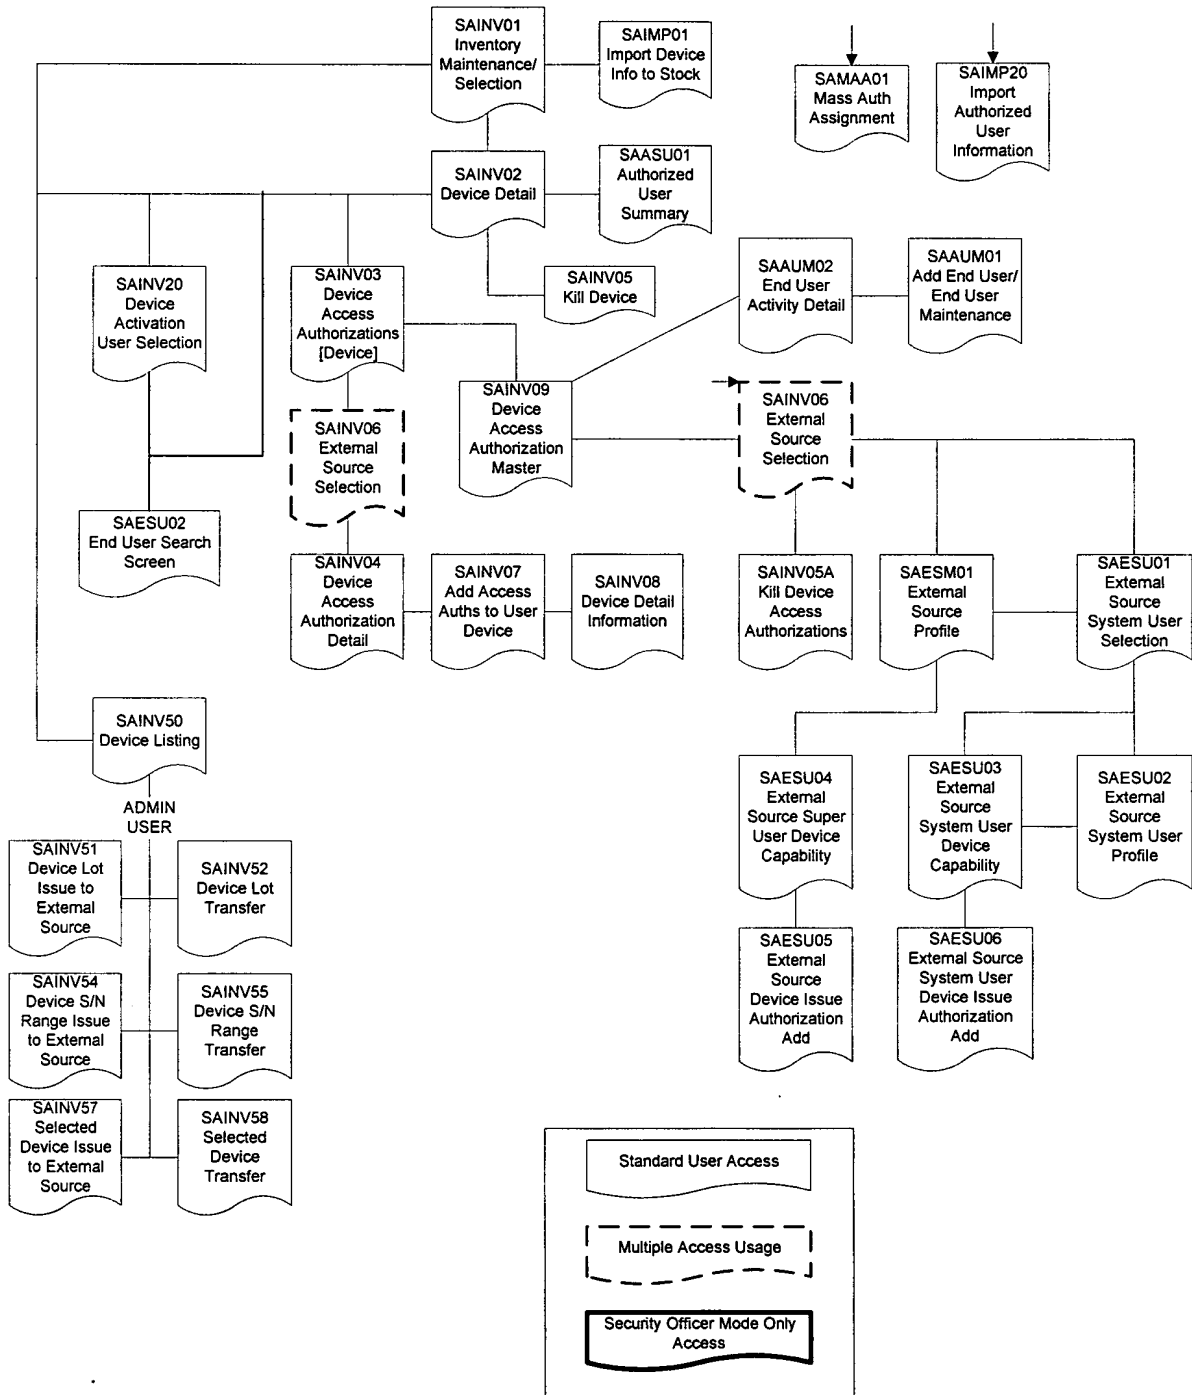 SAINV01
Inventory
Maintenance/
Selection
SAIMP01
Import Device
Info to Stock
SAMAA01
Mass Auth
Assignment
SAIMP20
Import
Authorized
User
Information
SAINV02
Device Detail
SAASU01
Authorized
User
Summary
SAINV20
Device
Activation
User Selection
SAINV03
Device
Access
Authorizations
[Device]
SAINV05
Kill Device
SAAUM02
End User
Activity Detail
SAAUM01
Add End User/
End User
Maintenance
SAINV06
External
Source
Selection
SAINV09
Device
Access
Authorization
Master
SAINV06
External
Source
Selection
SAESU02
End User Search
Screen
SAINV04
Device
Access
Authorization
Detail
SAINV07
Add Access
Auths to User
Device
SAINV08
Device Detail
Information
SAINV05A
Kill Device
Access
Authorizations
SAESM01
External
Source
Profile
SAESU01
External
Source
System User
Selection
SAINV50
Device Listing
ADMIN
USER
SAESU04
External
Source Super
User Device
Capability
SAESU03
External
Source
System User
Device
Capability
SAESU02
External
Source
System User
Profile
SAINV51
Device Lot
Issue to
External
Source
SAINV52
Device Lot
Transfer
SAESU05
External
Source
Device Issue
Authorization
Add
SAESU06
External Source
System User
Device Issue
Authorization
Add
SAINV54
Device S/N
Range Issue
to External
Source
SAINV55
Device S/N
Range
Transfer
SAINV57
Selected
Device Issue
to External
Source
SAINV58
Selected
Device
Transfer
Standard User Access
Multiple Access Usage
Security Officer Mode Only
Access